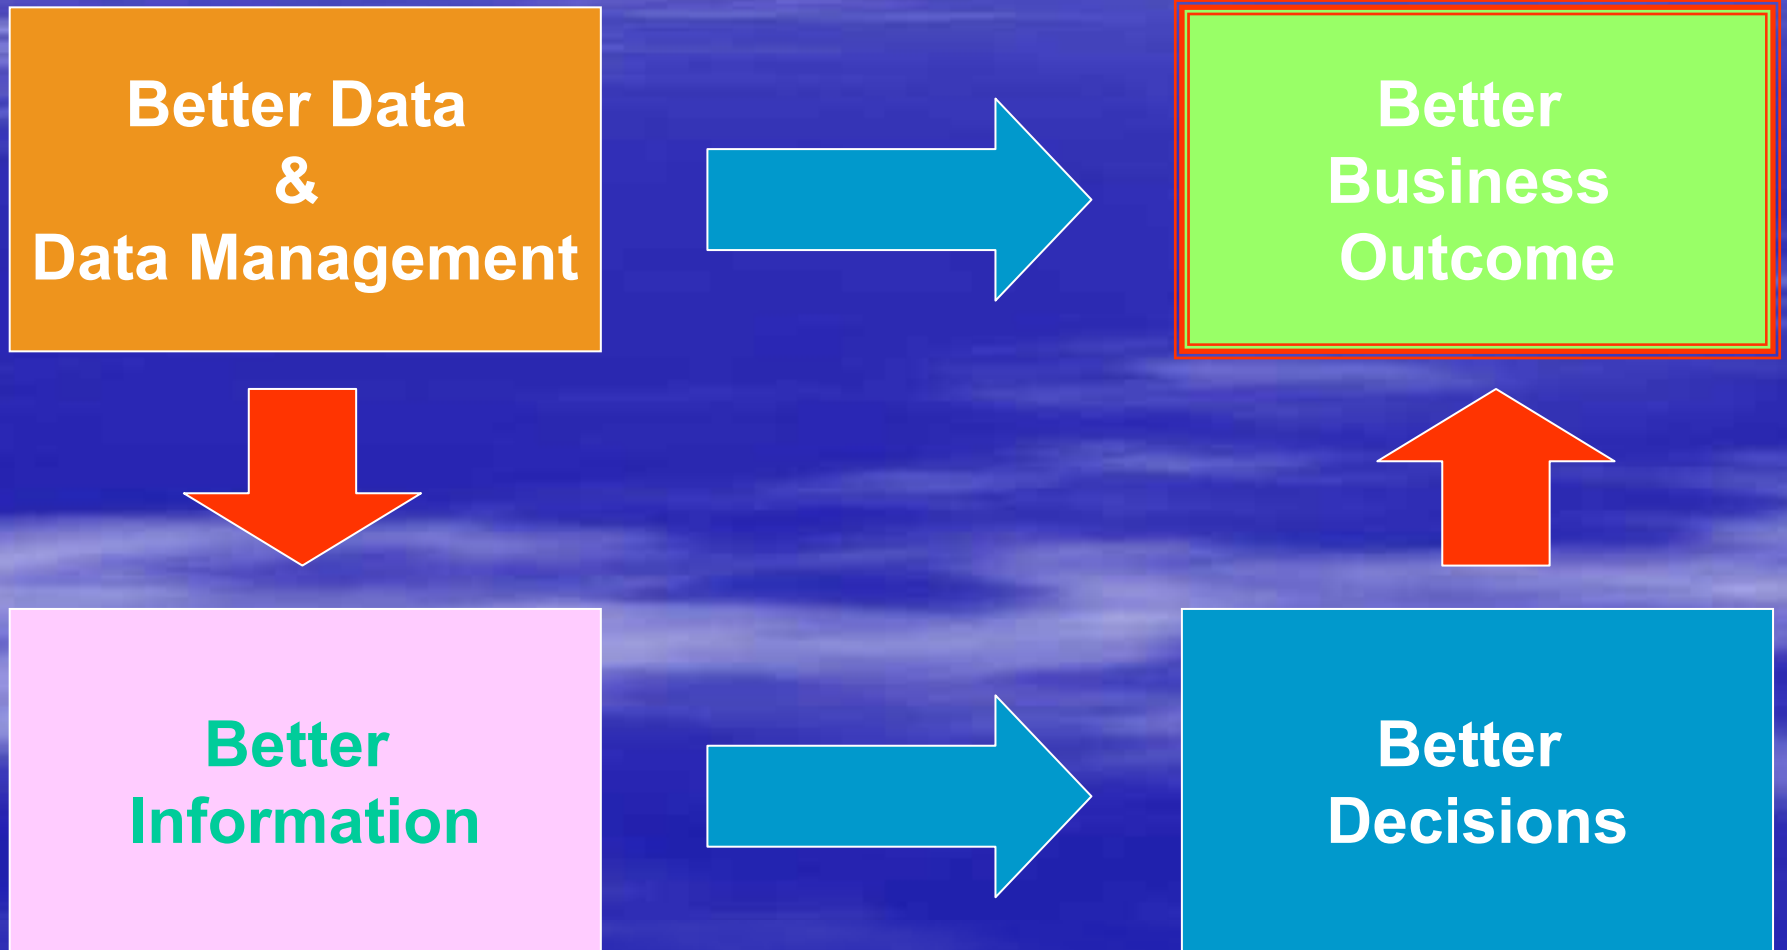 Better Data
&
Data Management
Better
Business
Outcome
Better
Information
Better
Decisions